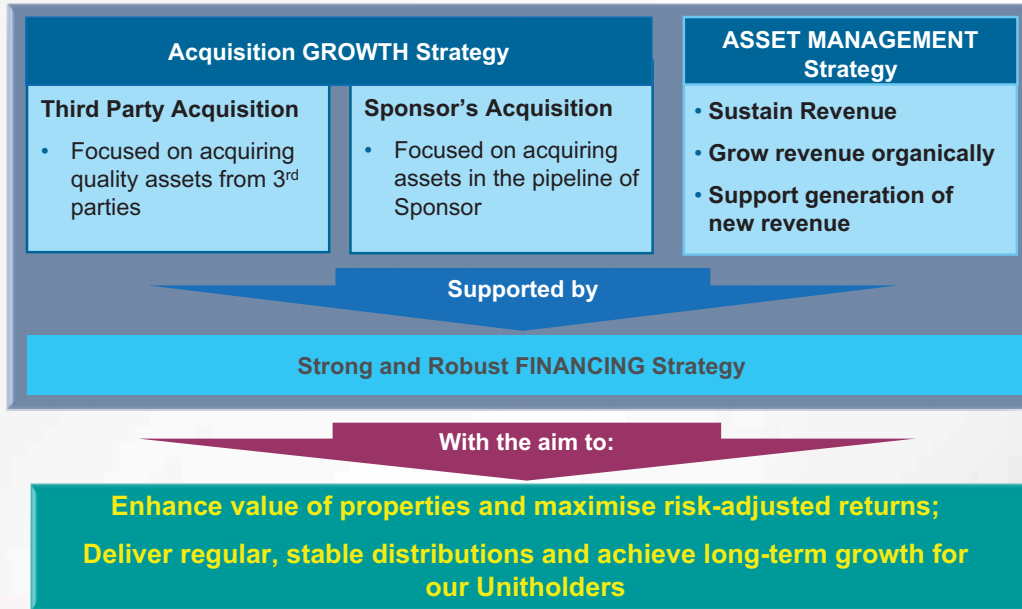 Acquisition GROWTH Strategy
Third Party Acquisition
• Focused on acquiring
quality assets from 3rd
parties
Sponsor's Acquisition
• Focused on acquiring
assets in the pipeline of
Sponsor
ASSET MANAGEMENT
Strategy
• Sustain Revenue
• Grow revenue organically
• Support generation of
new revenue
Supported by
Strong and Robust FINANCING Strategy
With the aim to:
Enhance value of properties and maximise risk-adjusted returns;
Deliver regular, stable distributions and achieve long-term growth for
our Unitholders